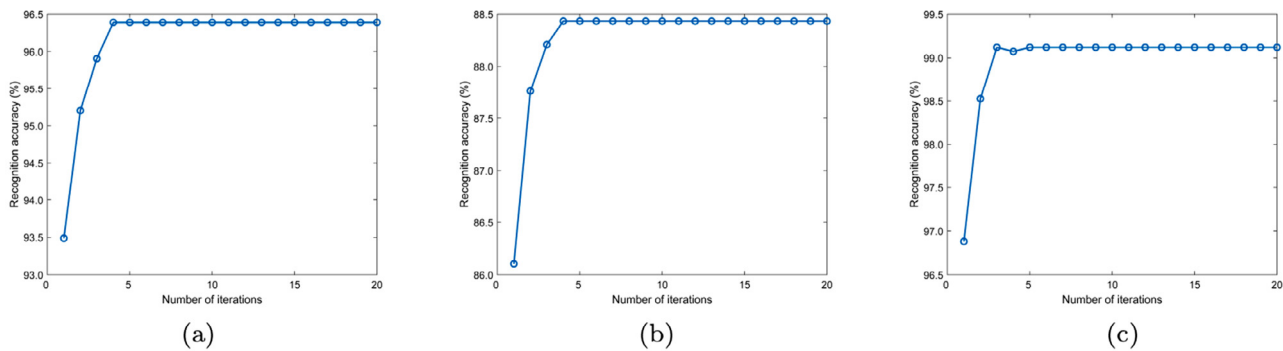 96.5
96.0
95.5
95.0
94.5
94.0
93.5
93.0
Recognition accuracy (%)
0 5 10 15 20
Number of iterations
(a)
88.5
88.0
87.5
87.0
86.5
86.0
Recognition accuracy (%)
0 5 10 15 20
Number of iterations
(b)
99.5
99.0
98.5
98.0
97.5
97.0
96.5
Recognition accuracy (%)
0 5 10 15 20
Number of iterations
(c)